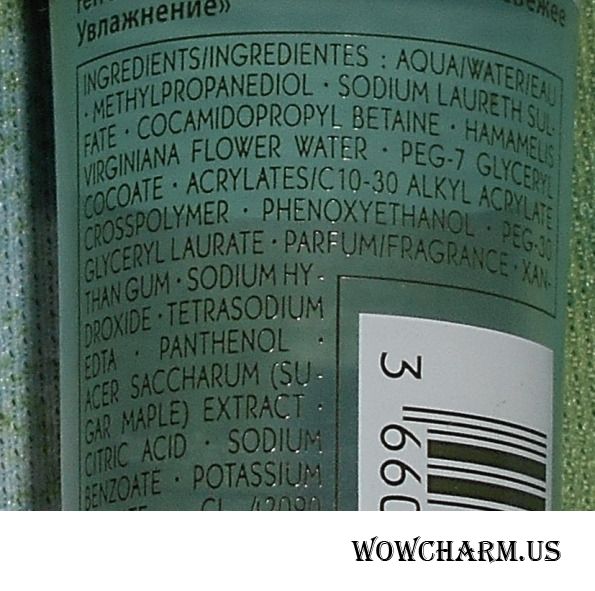 свежее
Увлажнение»
INGREDIENTS/INGREDIENTES : AQUA/WATER/EAU
· METHYLPROPANEDIOL · SODIUM LAURETH SUL-
FATE · COCAMIDOPROPYL BETAINE · HAMAMELIS
VIRGINIANA FLOWER WATER · PEG-7 GLYCERYL
COCOATE · ACRYLATES/C10-30 ALKYL ACRYLATE
CROSSPOLYMER · PHENOXYETHANOL · PEG-30
GLYCERYL LAURATE · PARFUM/FRAGRANCE · XAN-
THAN GUM · SODIUM HY-
DROXIDE · TETRASODIUM
EDTA · PANTHENOL ·
ACER SACCHARUM (SU-
GAR MAPLE) EXTRACT ·
CITRIC ACID · SODIUM
BENZOATE · POTASSIUM
CI 42090
3 660
WOWCHARM.US